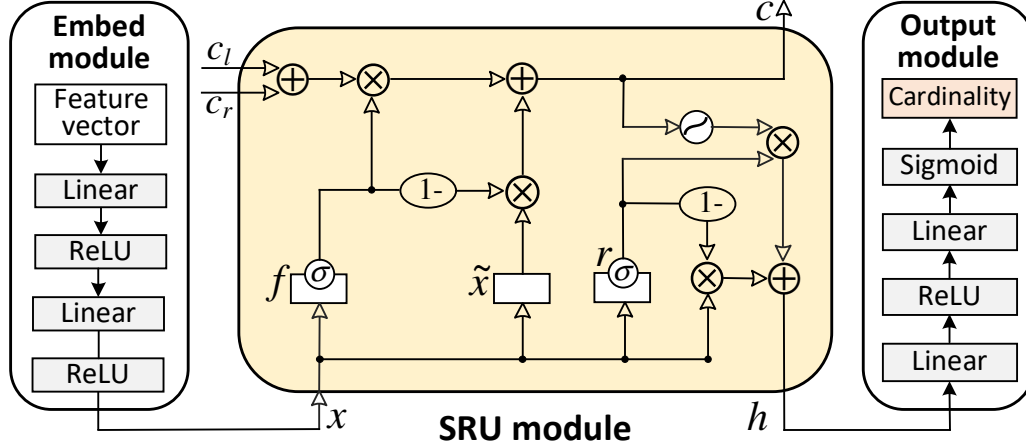 Embed
module
Feature
vector
Linear
ReLU
Linear
ReLU
c_l
c_r
c
1-
1-
f
σ
x̃
r
σ
x
h
SRU module
Output
module
Cardinality
Sigmoid
Linear
ReLU
Linear